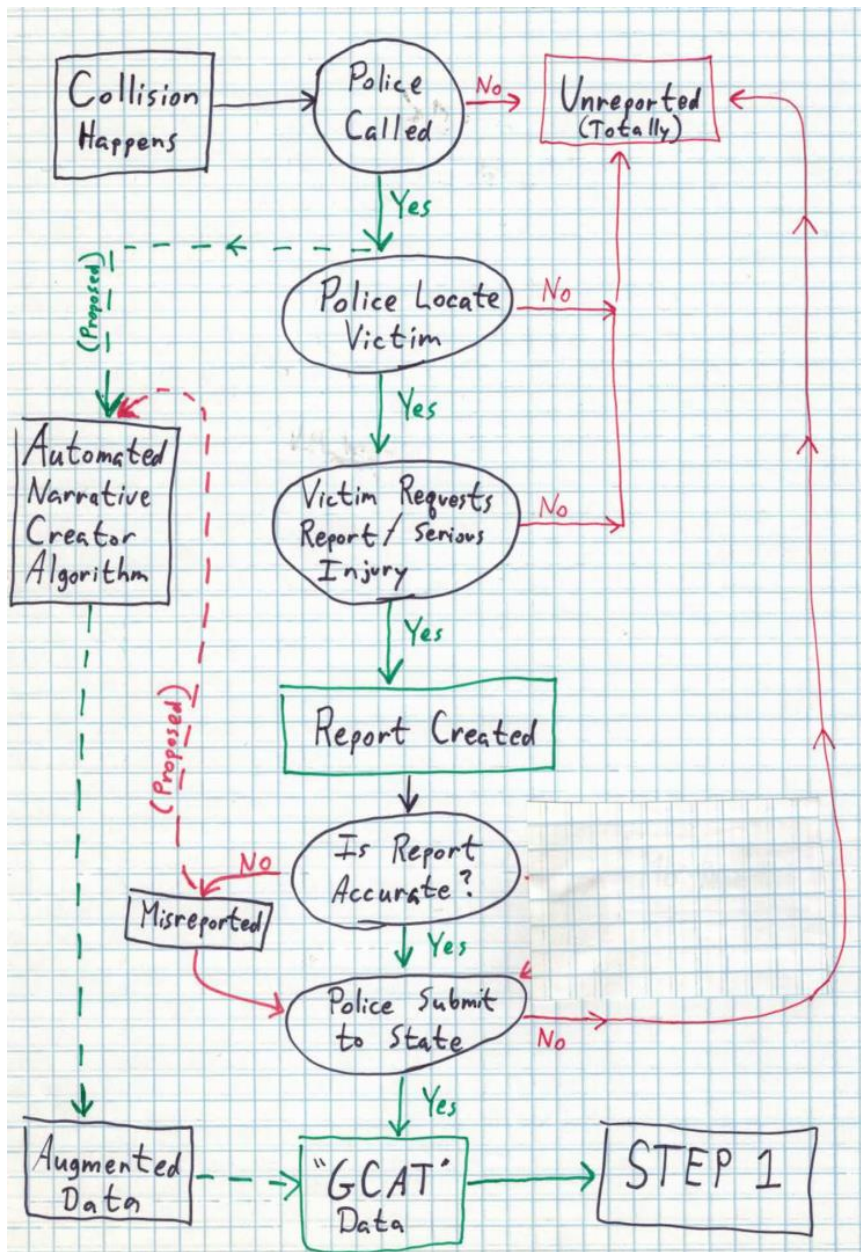 Collision
Happens
Police
Called
No
Unreported
(Totally)
Yes
(Proposed)
Police Locate
Victim
No
Yes
Automated
Narrative
Creator
Algorithm
Victim Requests
Report/Serious
Injury
No
Yes
Report Created
(Proposed)
Is Report
Accurate?
No
Misreported
Yes
Police Submit
to State
No
Yes
Augmented
Data
"GCAT"
Data
STEP 1